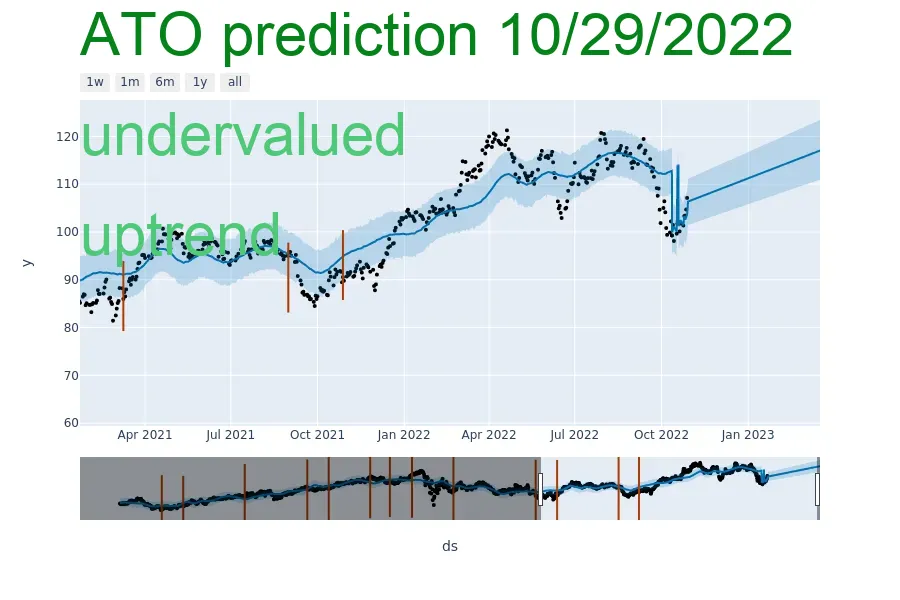 ATO prediction 10/29/2022
1w 1m 6m 1y all
undervalued
uptrend
120
110
100
90
80
70
60
y
Apr 2021 Jul 2021 Oct 2021 Jan 2022 Apr 2022 Jul 2022 Oct 2022 Jan 2023
ds